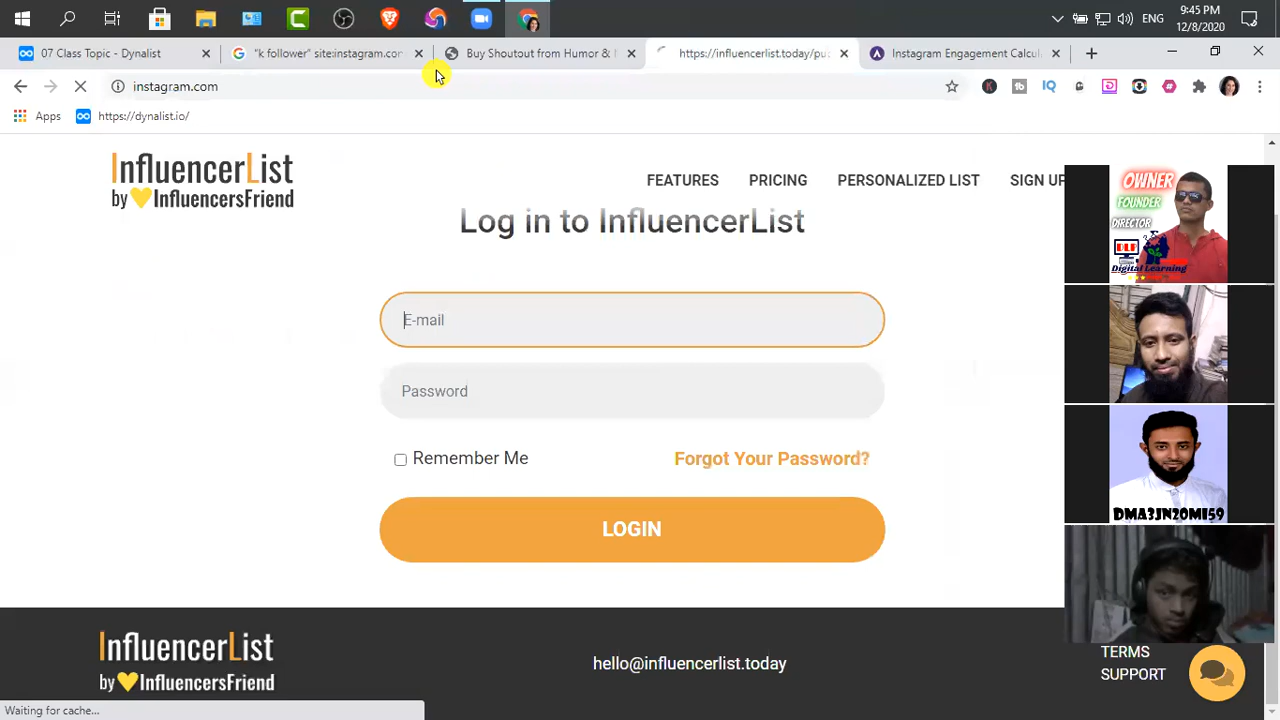 9:45 PM
ENG
12/8/2020
07 Class Topic - Dynalist
"k follower" site:instagram.com
Buy Shoutout from Humor & M
https://influencerlist.today/pub
Instagram Engagement Calcul
instagram.com
Apps
https://dynalist.io/
InfluencerList
by InfluencersFriend
FEATURES
PRICING
PERSONALIZED LIST
SIGN UP
Log in to InfluencerList
E-mail
Password
Remember Me
Forgot Your Password?
LOGIN
OWNER
FOUNDER
DIRECTOR
DLP
Digital Learning
DMA3JN20MI59
InfluencerList
by InfluencersFriend
hello@influencerlist.today
TERMS
SUPPORT
Waiting for cache...